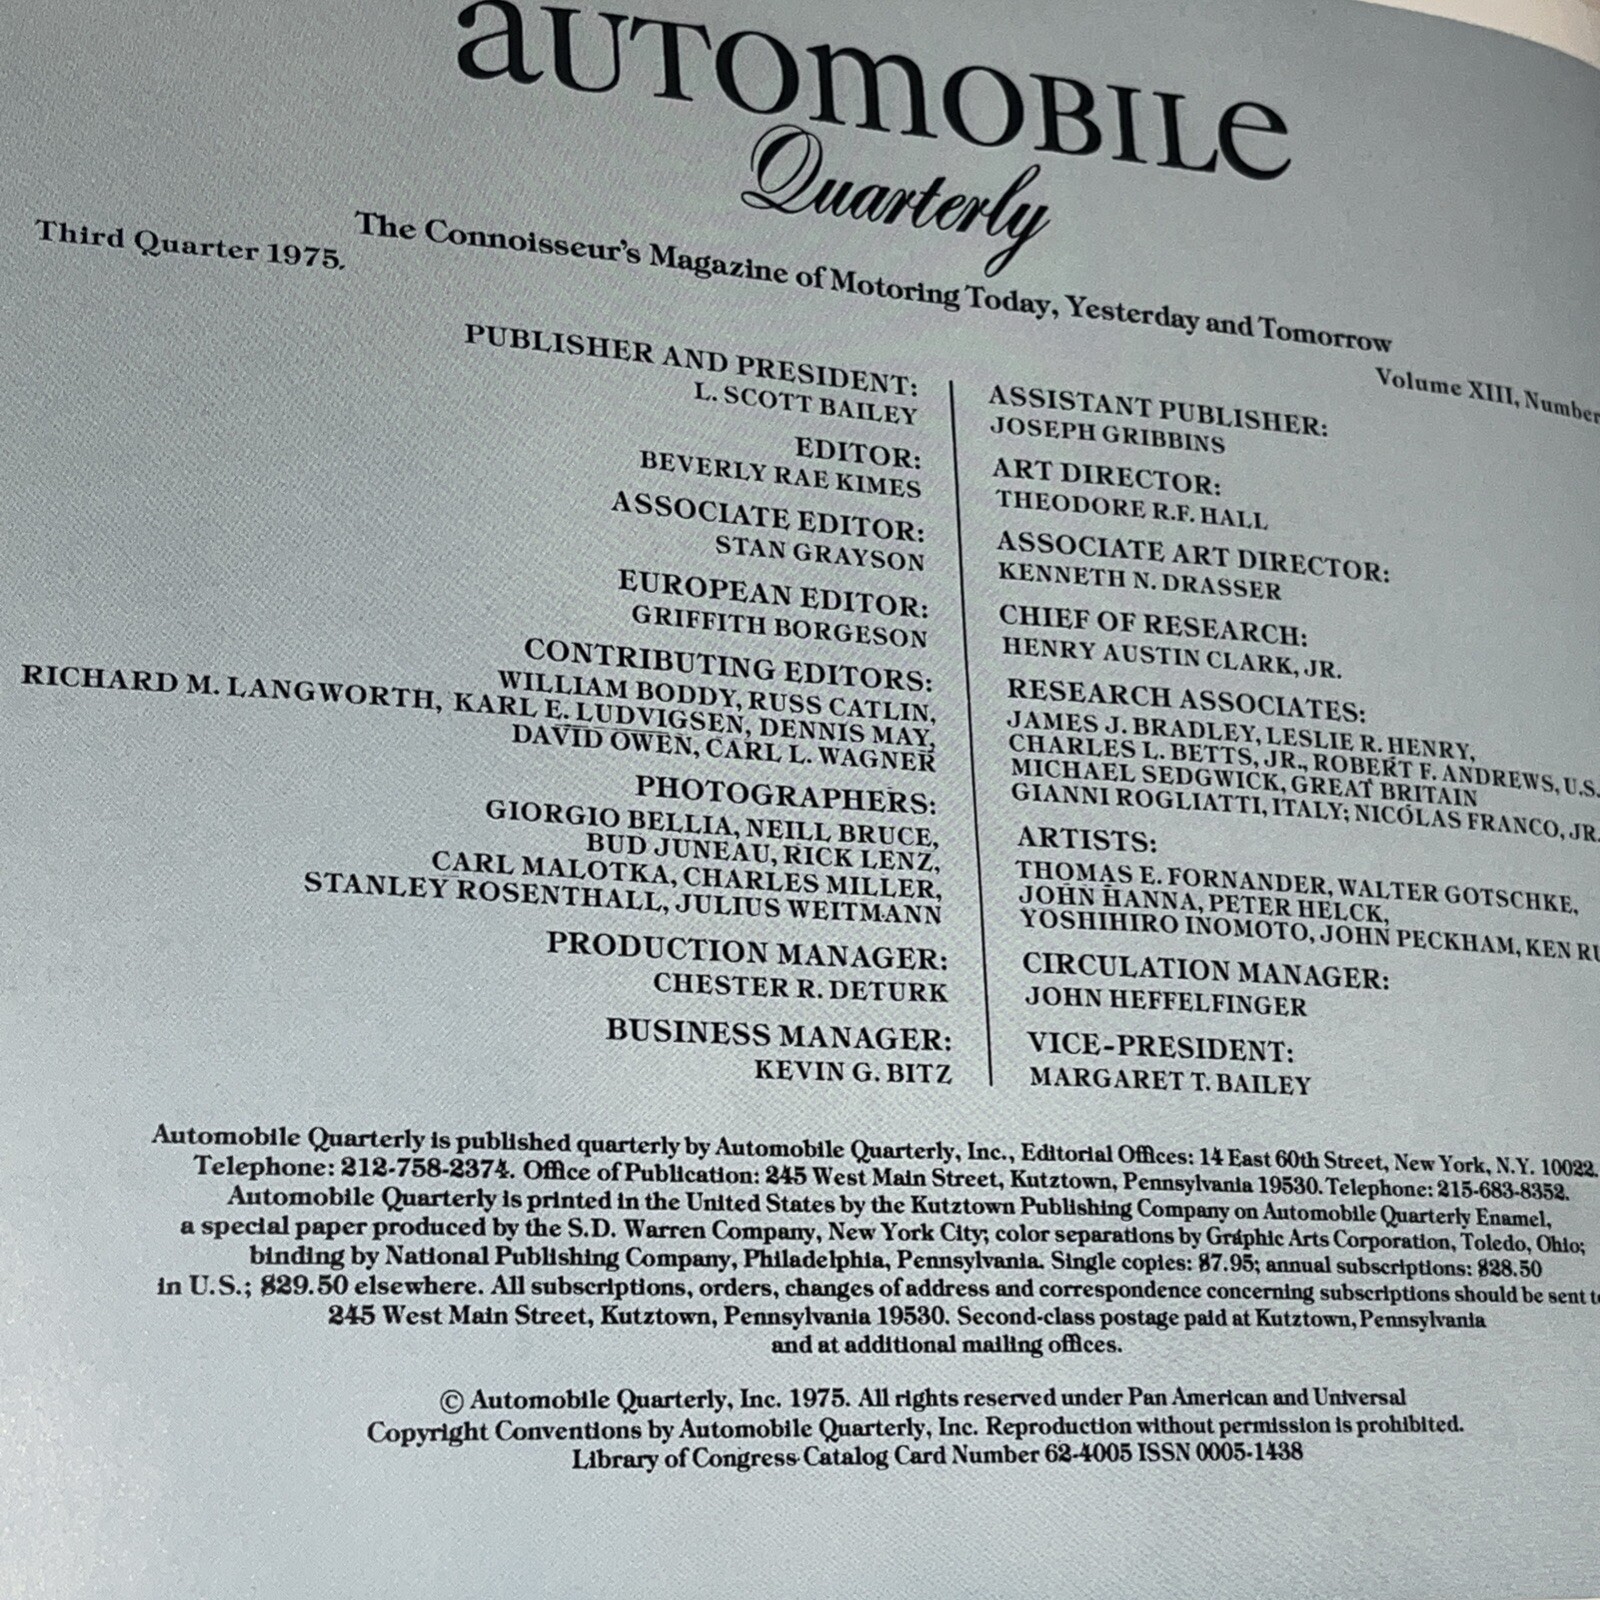 aUTOmOBILe
Quarterly
The Connoisseur's Magazine of Motoring Today, Yesterday and Tomorrow
Third Quarter 1975.
Volume XIII, Number
PUBLISHER AND PRESIDENT:
L. SCOTT BAILEY
EDITOR:
BEVERLY RAE KIMES
ASSOCIATE EDITOR:
STAN GRAYSON
EUROPEAN EDITOR:
GRIFFITH BORGESON
CONTRIBUTING EDITORS:
WILLIAM BODDY, RUSS CATLIN,
RICHARD M. LANGWORTH, KARL E. LUDVIGSEN, DENNIS MAY,
DAVID OWEN, CARL L. WAGNER
PHOTOGRAPHERS:
GIORGIO BELLIA, NEILL BRUCE,
BUD JUNEAU, RICK LENZ,
CARL MALOTKA, CHARLES MILLER,
STANLEY ROSENTHALL, JULIUS WEITMANN
PRODUCTION MANAGER:
CHESTER R. DETURK
BUSINESS MANAGER:
KEVIN G. BITZ
ASSISTANT PUBLISHER:
JOSEPH GRIBBINS
ART DIRECTOR:
THEODORE R.F. HALL
ASSOCIATE ART DIRECTOR:
KENNETH N. DRASSER
CHIEF OF RESEARCH:
HENRY AUSTIN CLARK, JR.
RESEARCH ASSOCIATES:
JAMES J. BRADLEY, LESLIE R. HENRY,
CHARLES L. BETTS, JR., ROBERT F. ANDREWS, U.S.
MICHAEL SEDGWICK, GREAT BRITAIN
GIANNI ROGLIATTI, ITALY; NICOLAS FRANCO, JR.
ARTISTS:
THOMAS E. FORNANDER, WALTER GOTSCHKE,
JOHN HANNA, PETER HELCK,
YOSHIHIRO INOMOTO, JOHN PECKHAM, KEN
CIRCULATION MANAGER:
JOHN HEFFELFINGER
VICE-PRESIDENT:
MARGARET T. BAILEY
Automobile Quarterly is published quarterly by Automobile Quarterly, Inc., Editorial Offices: 14 East 60th Street, New York, N.Y. 10022.
Telephone: 212-758-2374. Office of Publication: 245 West Main Street, Kutztown, Pennsylvania 19530. Telephone: 215-683-8352.
Automobile Quarterly is printed in the United States by the Kutztown Publishing Company on Automobile Quarterly Enamel,
a special paper produced by the S.D. Warren Company, New York City; color separations by Graphic Arts Corporation, Toledo, Ohio;
binding by National Publishing Company, Philadelphia, Pennsylvania. Single copies: $7.95; annual subscriptions: $28.50
in U.S.; $29.50 elsewhere. All subscriptions, orders, changes of address and correspondence concerning subscriptions should be sent to
245 West Main Street, Kutztown, Pennsylvania 19530. Second-class postage paid at Kutztown, Pennsylvania
and at additional mailing offices.
© Automobile Quarterly, Inc. 1975. All rights reserved under Pan American and Universal
Copyright Conventions by Automobile Quarterly, Inc. Reproduction without permission is prohibited.
Library of Congress Catalog Card Number 62-4005 ISSN 0005-1438